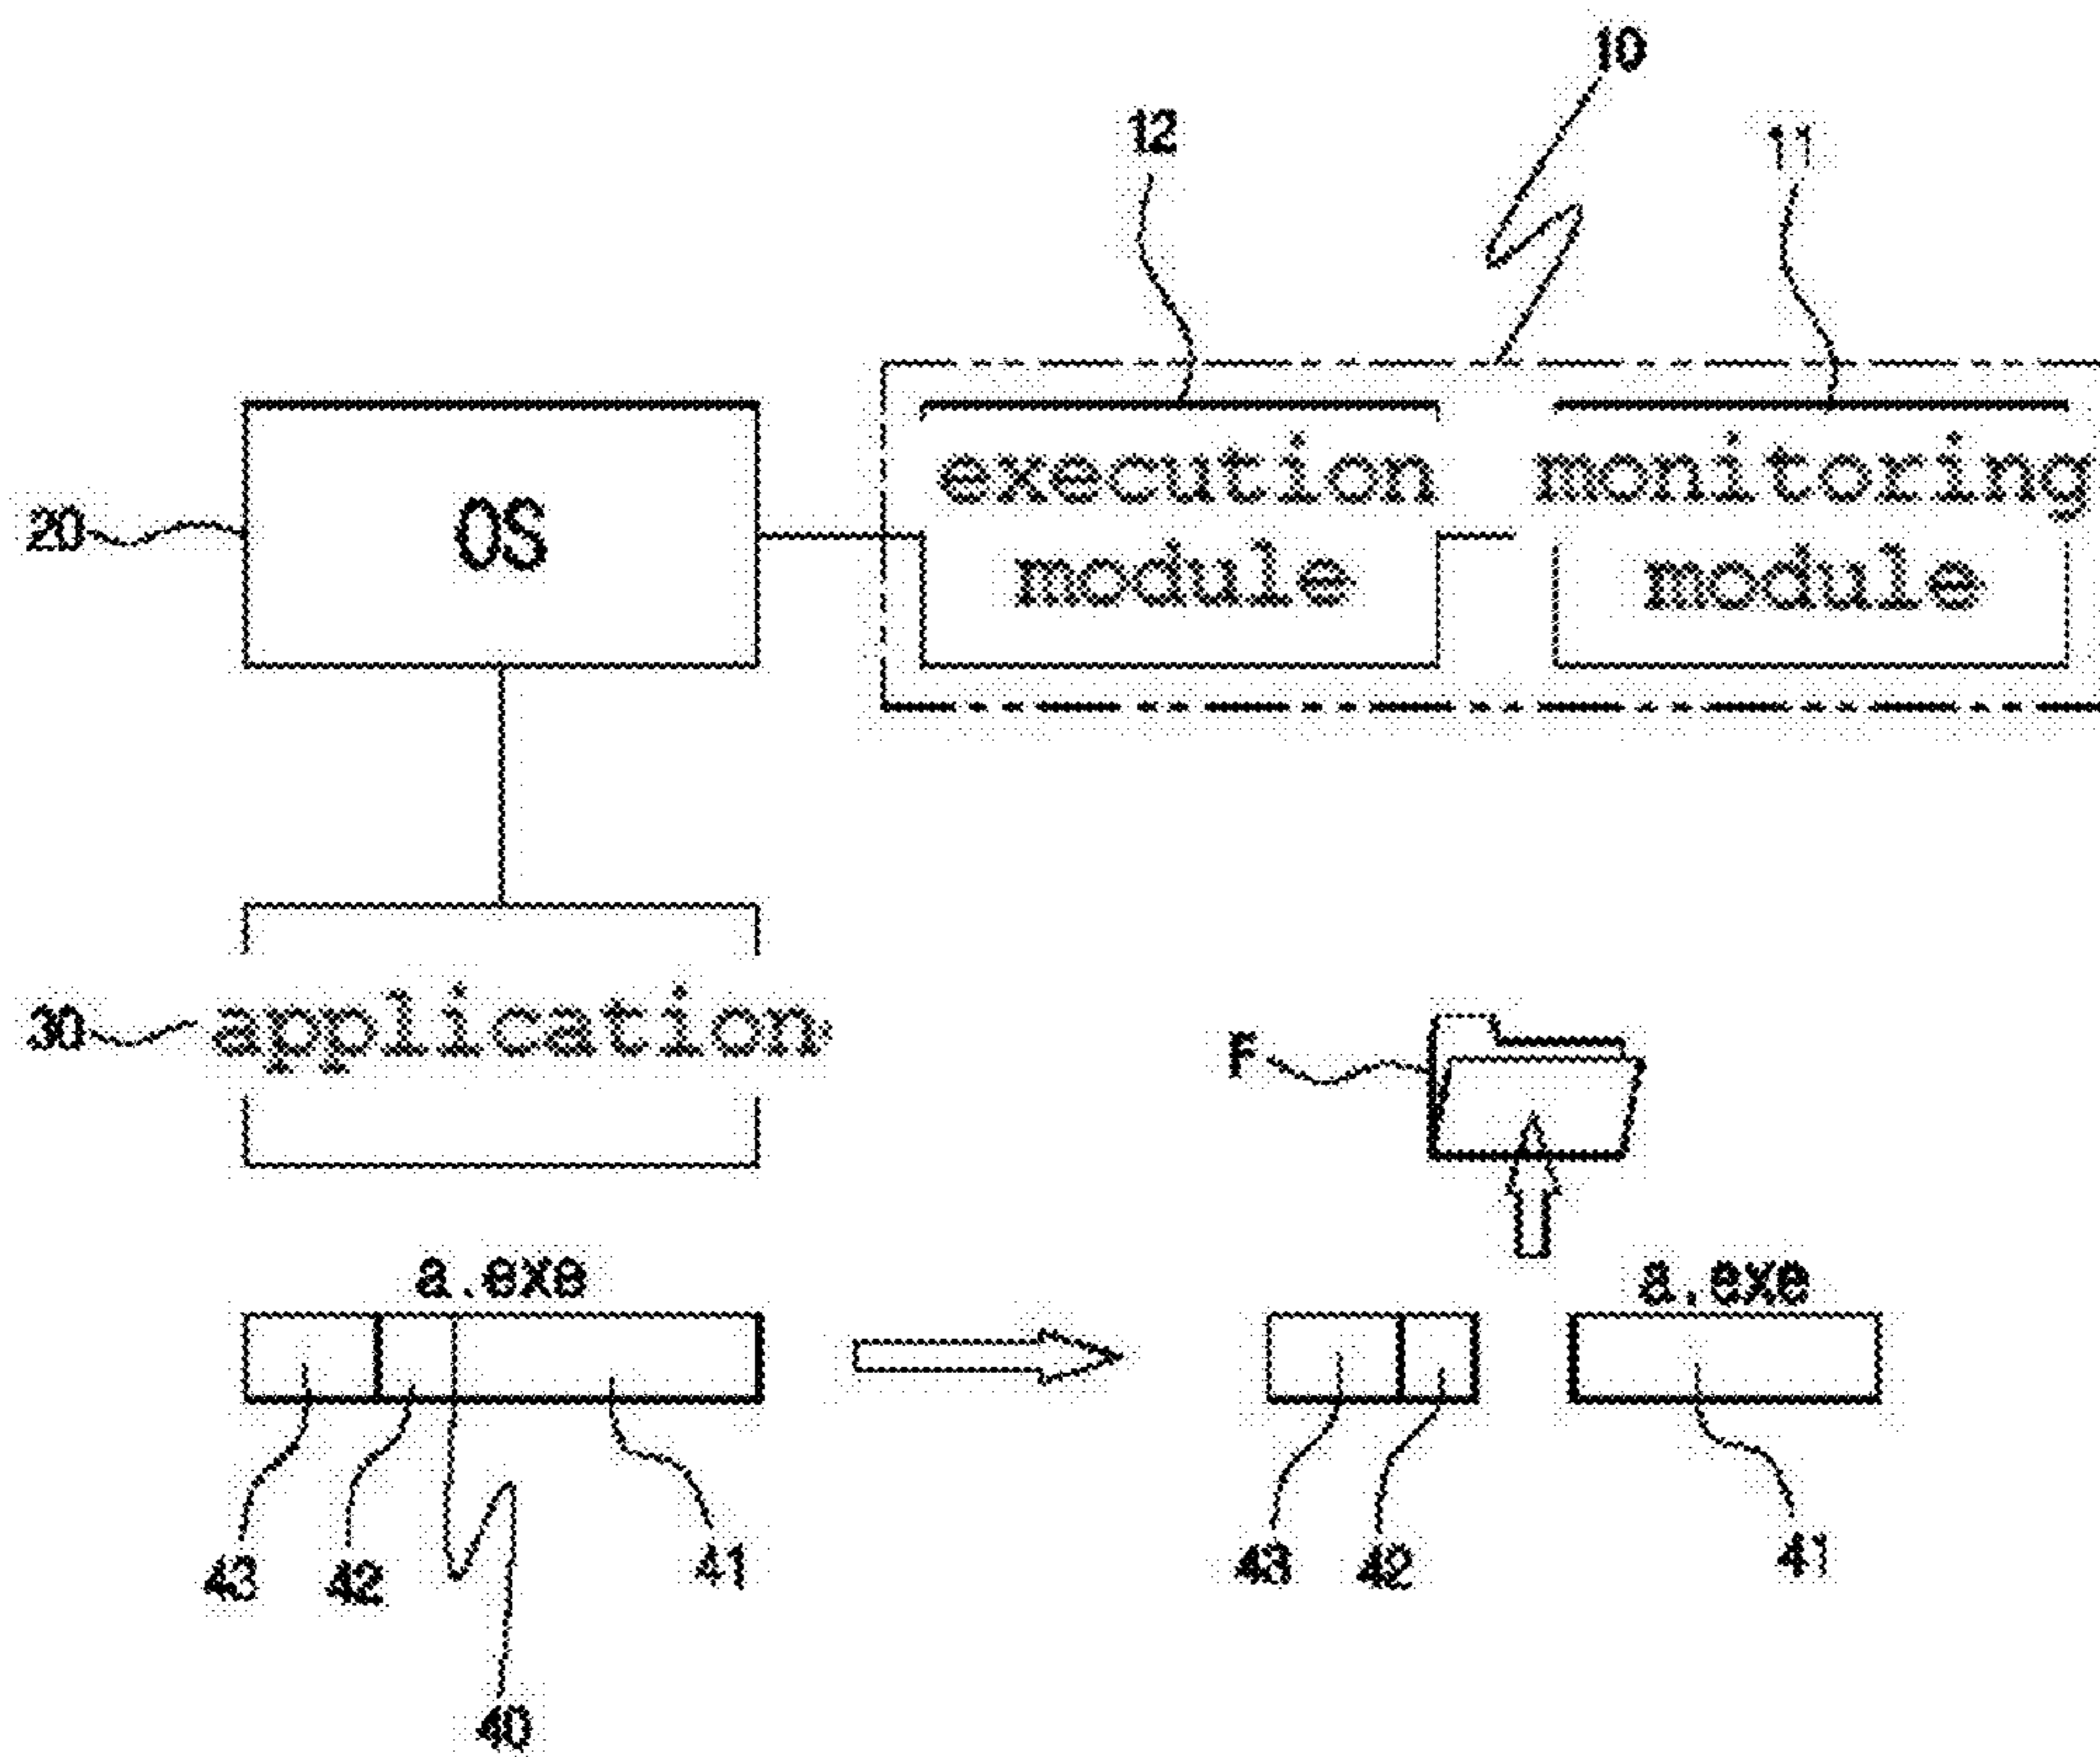 10
12
11
20
OS
execution
module
monitoring
module
30
application
F
a.exe
a.exe
43
42
41
43
42
41
40